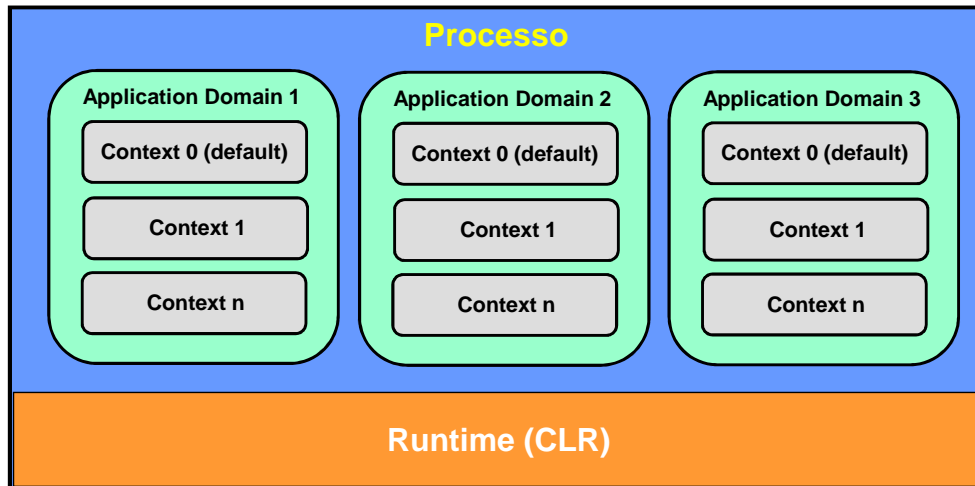 Processo
Application Domain 1
Context 0 (default)
Context 1
Context n
Application Domain 2
Context 0 (default)
Context 1
Context n
Application Domain 3
Context 0 (default)
Context 1
Context n
Runtime (CLR)